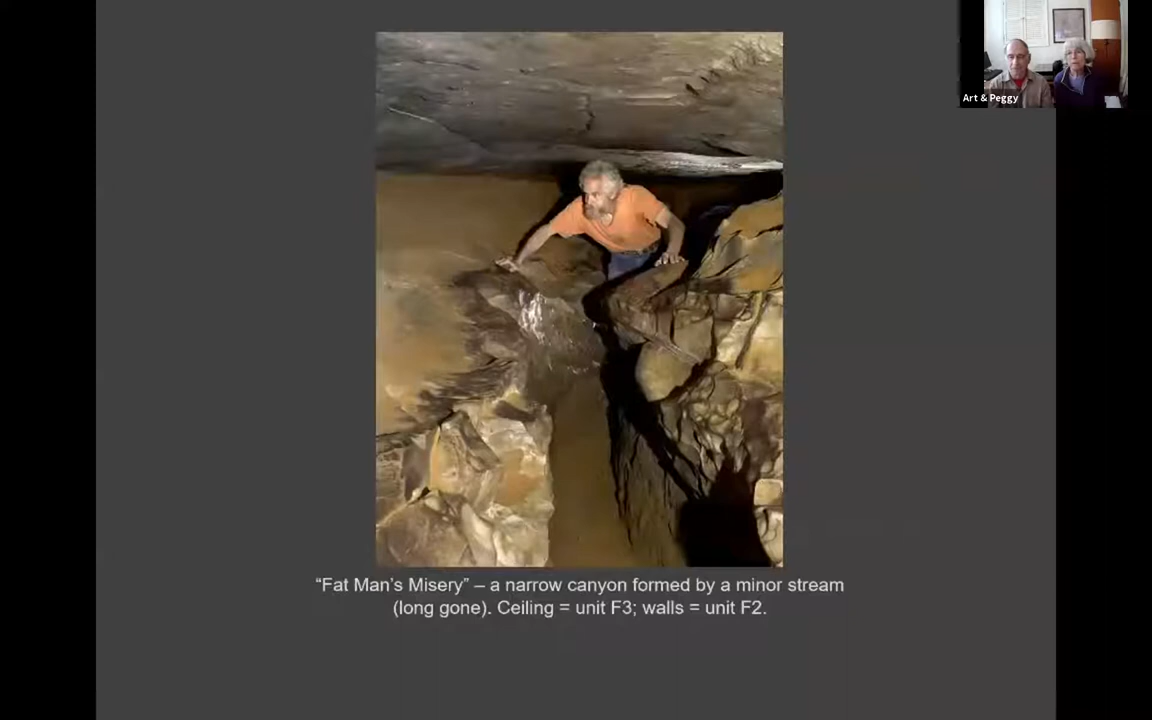 Art & Peggy
“Fat Man’s Misery” – a narrow canyon formed by a minor stream
(long gone). Ceiling = unit F3; walls = unit F2.